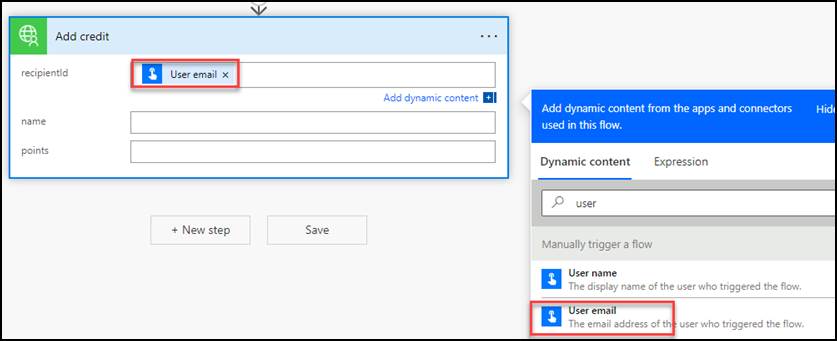 Add credit
...
recipientId
User email ×
Add dynamic content
name
points
+ New step
Save
Add dynamic content from the apps and connectors
used in this flow.
Hide
Dynamic content
Expression
user
Manually trigger a flow
User name
The display name of the user who triggered the flow.
User email
The email address of the user who triggered the flow.